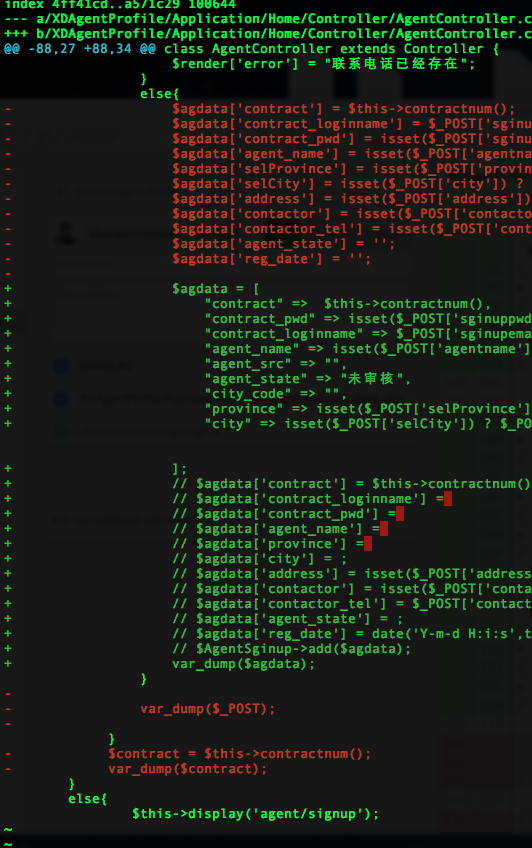 index 4ff41cd..a571c29 100644
--- a/XDAgentProfile/Application/Home/Controller/AgentController.c
+++ b/XDAgentProfile/Application/Home/Controller/AgentController.c
@@ -88,27 +88,34 @@ class AgentController extends Controller {
$render['error'] = "联系电话已经存在";
}
else{
- $agdata['contract'] = $this->contractnum();
- $agdata['contract_loginname'] = $_POST['sginu
- $agdata['contract_pwd'] = isset($_POST['sginu
- $agdata['agent_name'] = isset($_POST['agentna
- $agdata['selProvince'] = isset($_POST['provin
- $agdata['selCity'] = isset($_POST['city']) ?
- $agdata['address'] = isset($_POST['address'])
- $agdata['contactor'] = isset($_POST['contacto
- $agdata['contactor_tel'] = isset($_POST['cont
- $agdata['agent_state'] = '';
- $agdata['reg_date'] = '';
-
+ $agdata = [
+ "contract" => $this->contractnum(),
+ "contract_pwd" => isset($_POST['sginuppwd
+ "contract_loginname" => $_POST['sginupema
+ "agent_name" => isset($_POST['agentname']
+ "agent_src" => "",
+ "agent_state" => "未审核",
+ "city_code" => "",
+ "province" => isset($_POST['selProvince']
+ "city" => isset($_POST['selCity']) ? $_PO
+ ];
+ // $agdata['contract'] = $this->contractnum()
+ // $agdata['contract_loginname'] =
+ // $agdata['contract_pwd'] =
+ // $agdata['agent_name'] =
+ // $agdata['province'] =
+ // $agdata['city'] = ;
+ // $agdata['address'] = isset($_POST['address
+ // $agdata['contactor'] = isset($_POST['conta
+ // $agdata['contactor_tel'] = $_POST['contact
+ // $agdata['agent_state'] = ;
+ // $agdata['reg_date'] = date('Y-m-d H:i:s',t
+ // $AgentSginup->add($agdata);
+ var_dump($agdata);
}
-
- var_dump($_POST);
-
}
- $contract = $this->contractnum();
- var_dump($contract);
}
else{
$this->display('agent/signup');
~
~